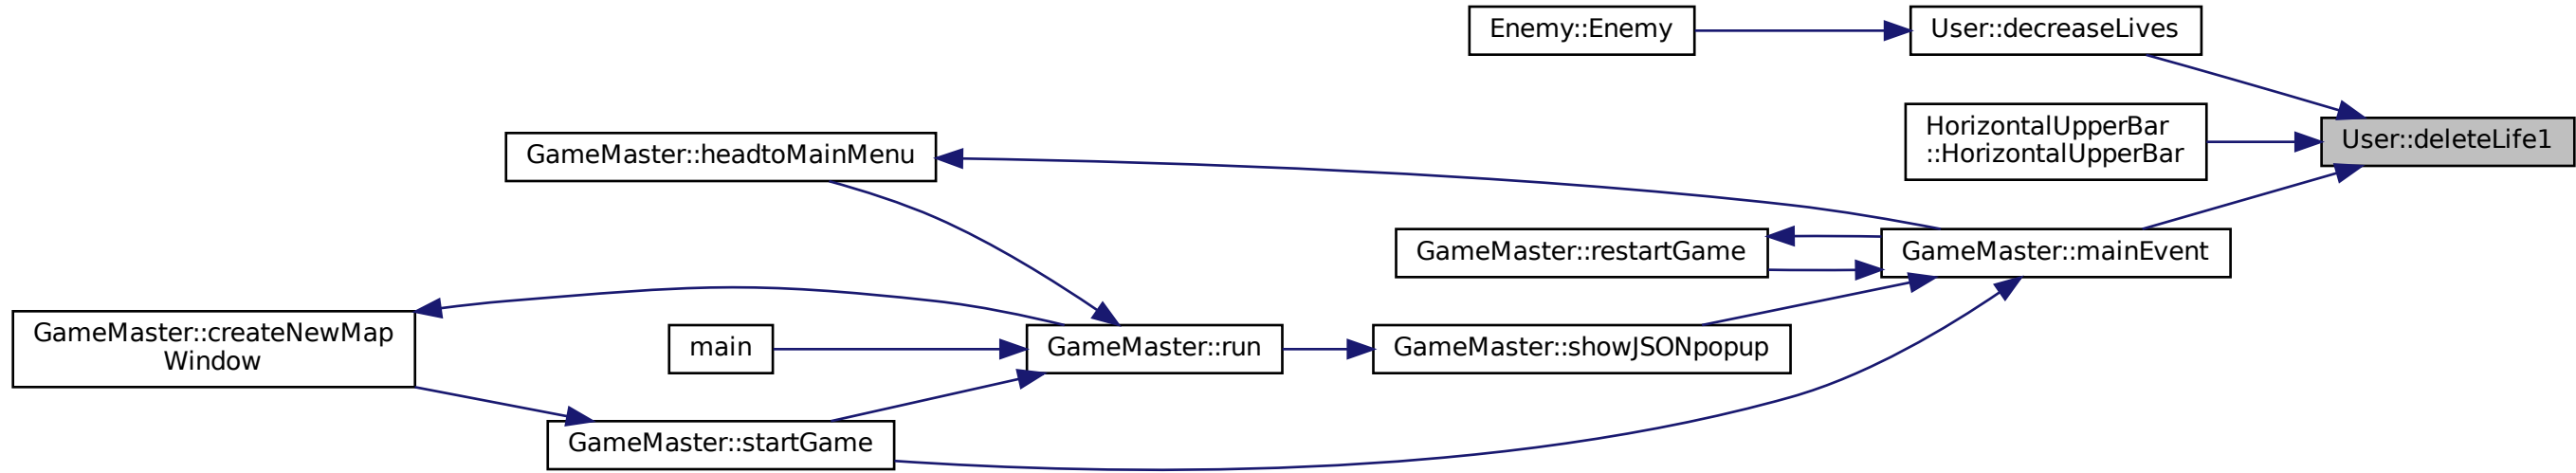 Enemy::Enemy
User::decreaseLives
HorizontalUpperBar
::HorizontalUpperBar
User::deleteLife1
GameMaster::headtoMainMenu
GameMaster::restartGame
GameMaster::mainEvent
GameMaster::createNewMap
Window
main
GameMaster::run
GameMaster::showJSONpopup
GameMaster::startGame